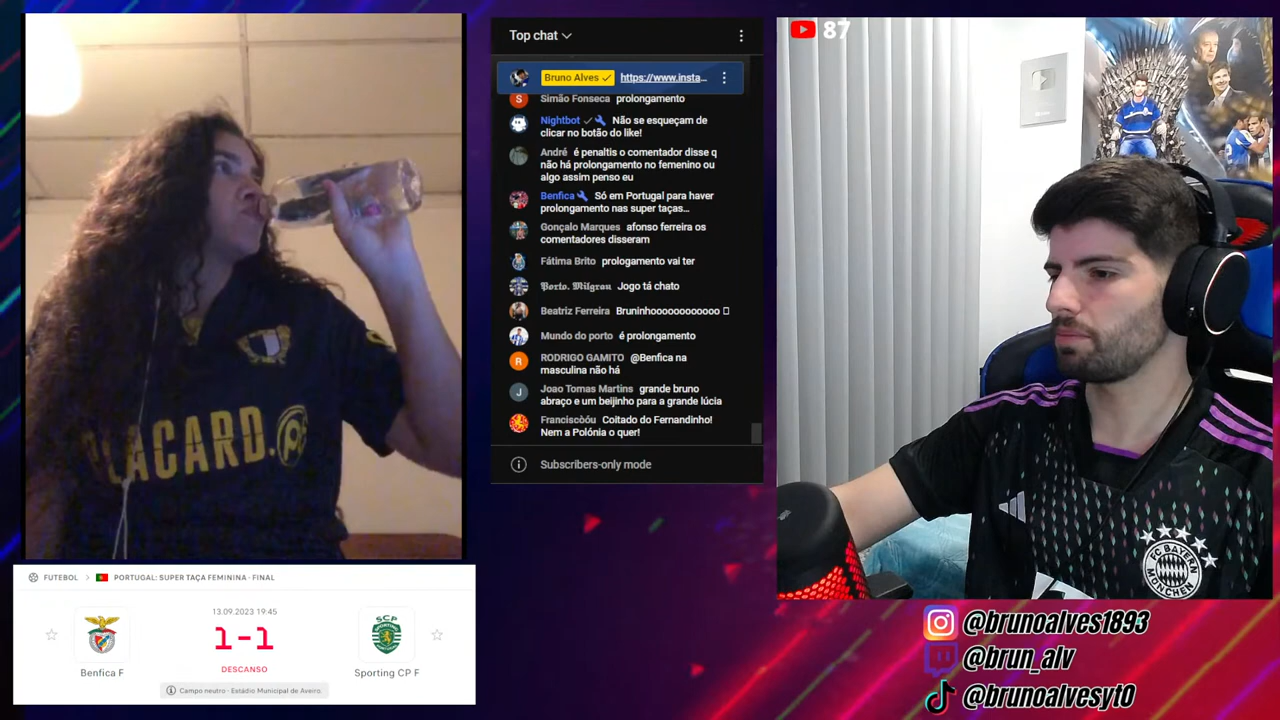 PLACARD.
Top chat
Bruno Alves https://www.insta...
Simão Fonseca prolongamento
Nightbot Não se esqueçam de
clicar no botão do like!
André é penaltis o comentador disse q
não há prolongamento no femenino ou
algo assim penso eu
Benfica Só em Portugal para haver
prolongamento nas super taças...
Gonçalo Marques afonso ferreira os
comentadores disseram
Fátima Brito prologamento vai ter
Porto. Milgrau Jogo tá chato
Beatriz Ferreira Bruninhooooooooooooo
Mundo do porto é prolongamento
RODRIGO GAMITO @Benfica na
masculina não há
Joao Tomas Martins grande bruno
abraço e um beijinho para a grande lúcia
Franciscòóu Coitado do Fernandinho!
Nem a Polónia o quer!
Subscribers-only mode
87
FC BAYERN
MÜNCHEN
FUTEBOL > PORTUGAL: SUPER TAÇA FEMININA - FINAL
13.09.2023 19:45
1-1
DESCANSO
SCP
SPORTING
Benfica F
Sporting CP F
Campo neutro - Estádio Municipal de Aveiro.
@brunoalves1893
@brun_alv
@brunoalvesyt0